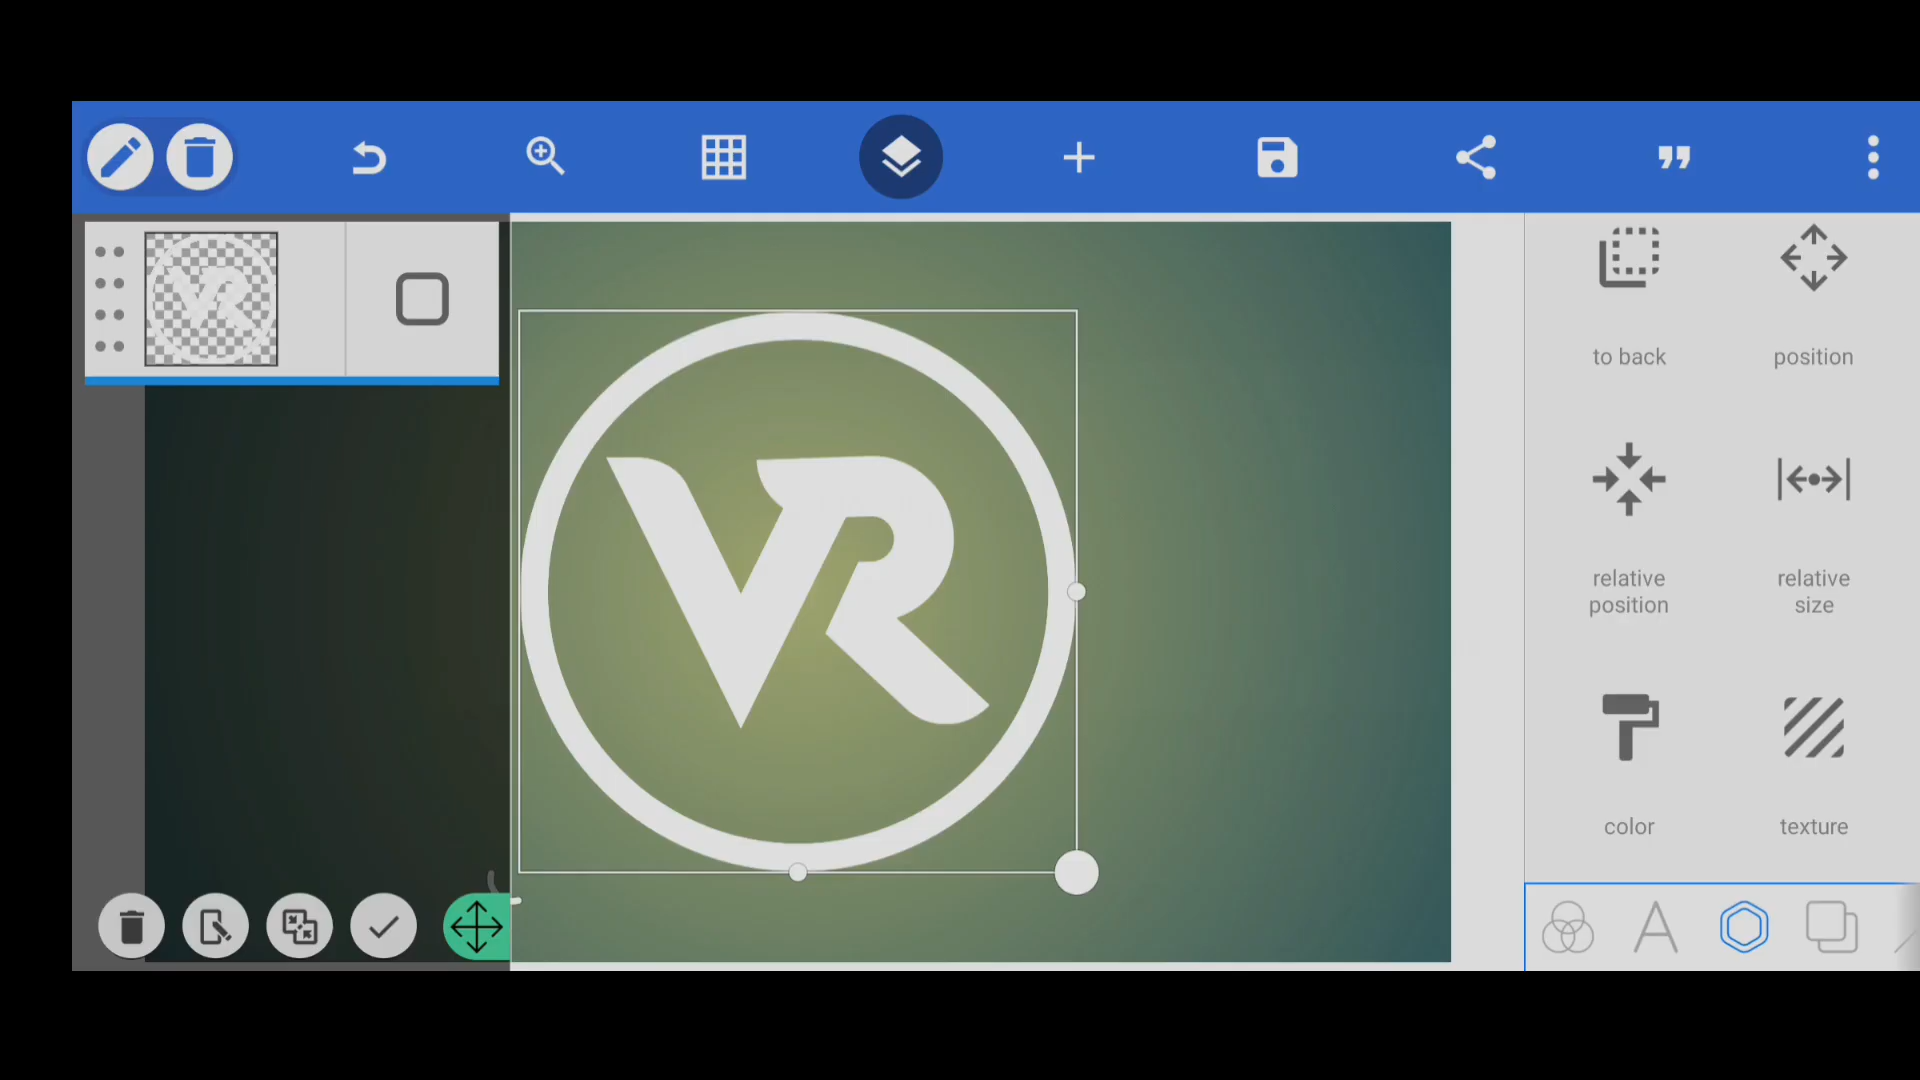 VR
to back
position
relative
position
relative
size
color
texture